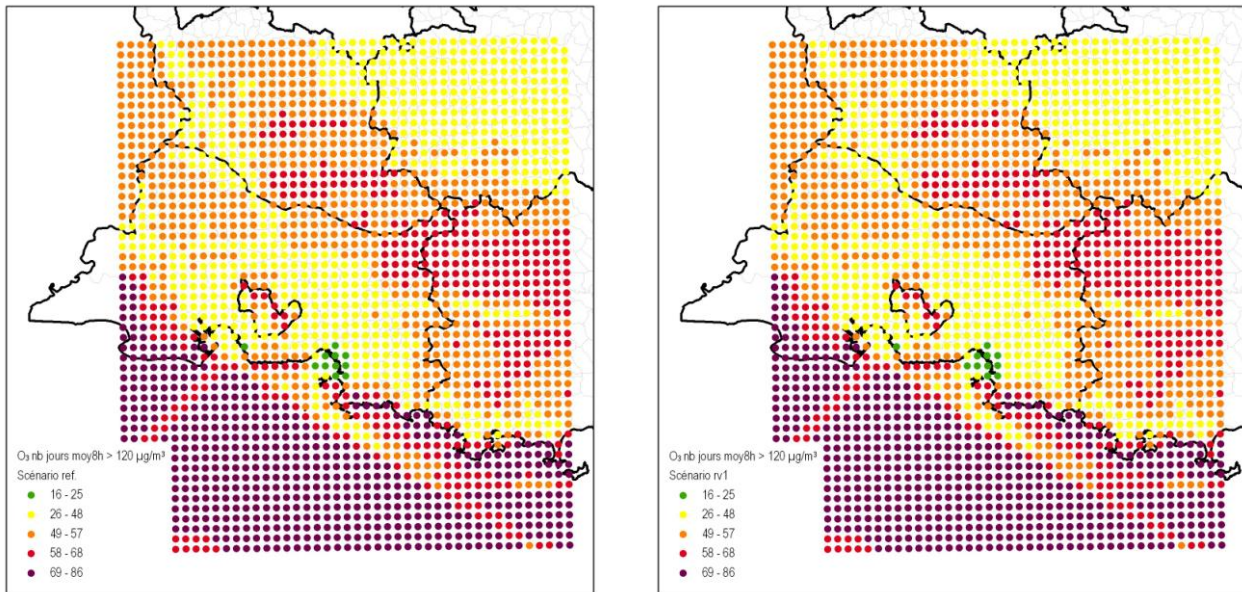 O₃ nb jours moy8h > 120 µg/m³
Scénario ref.
16 - 25
26 - 48
49 - 57
58 - 68
69 - 86
O₃ nb jours moy8h > 120 µg/m³
Scénario rv1
16 - 25
26 - 48
49 - 57
58 - 68
69 - 86